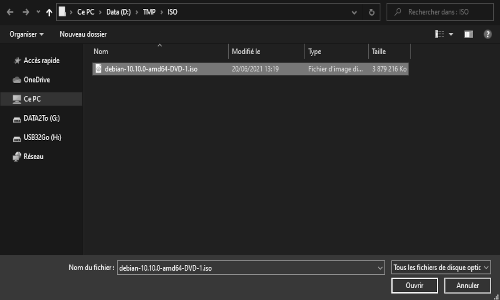 Ce PC > Data (D:) > TMP > ISO
Rechercher dans : ISO
Organiser
Nouveau dossier
Nom
Modifié le
Type
Taille
Accès rapide
debian-10.10.0-amd64-DVD-1.iso
20/06/2021 13:19
Fichier d'image di...
3 879 216 Ko
OneDrive
Ce PC
DATA2To (G:)
USB32Go (H:)
Réseau
Nom du fichier :
debian-10.10.0-amd64-DVD-1.iso
Tous les fichiers de disque optic
Ouvrir
Annuler